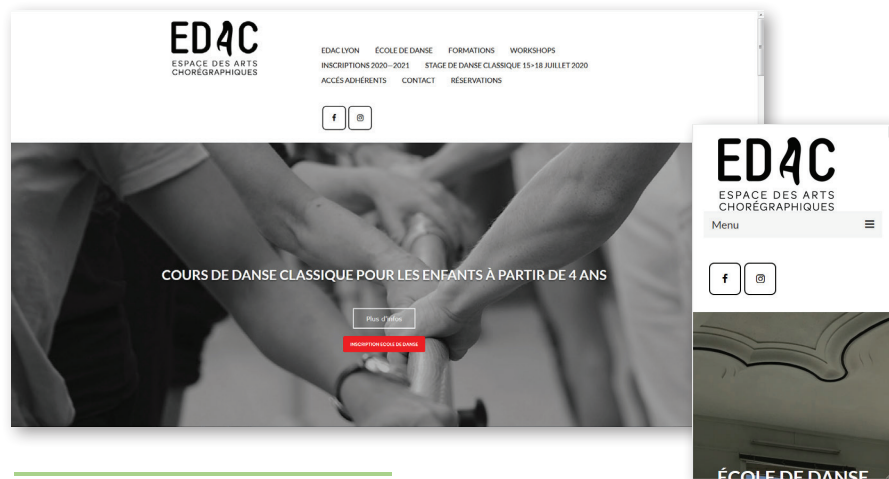 EDAC
ESPACE DES ARTS
CHORÉGRAPHIQUES
EDAC LYON ÉCOLE DE DANSE FORMATIONS WORKSHOPS
INSCRIPTIONS 2020–2021 STAGE DE DANSE CLASSIQUE 15>18 JUILLET 2020
ACCÉS ADHÉRENTS CONTACT RÉSERVATIONS
COURS DE DANSE CLASSIQUE POUR LES ENFANTS À PARTIR DE 4 ANS
Plus d'infos
INSCRIPTION ECOLE DE DANSE
EDAC
ESPACE DES ARTS
CHORÉGRAPHIQUES
Menu
ÉCOLE DE DANSE